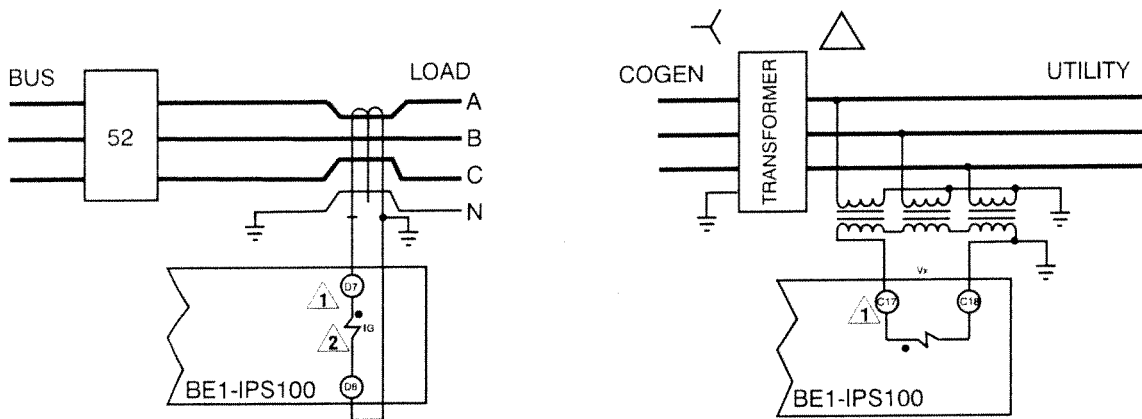 BUS
52
LOAD
A
B
C
N
D7
1
2
IG
D8
BE1-IPS100
COGEN
TRANSFORMER
UTILITY
Vx
C17
C18
1
BE1-IPS100